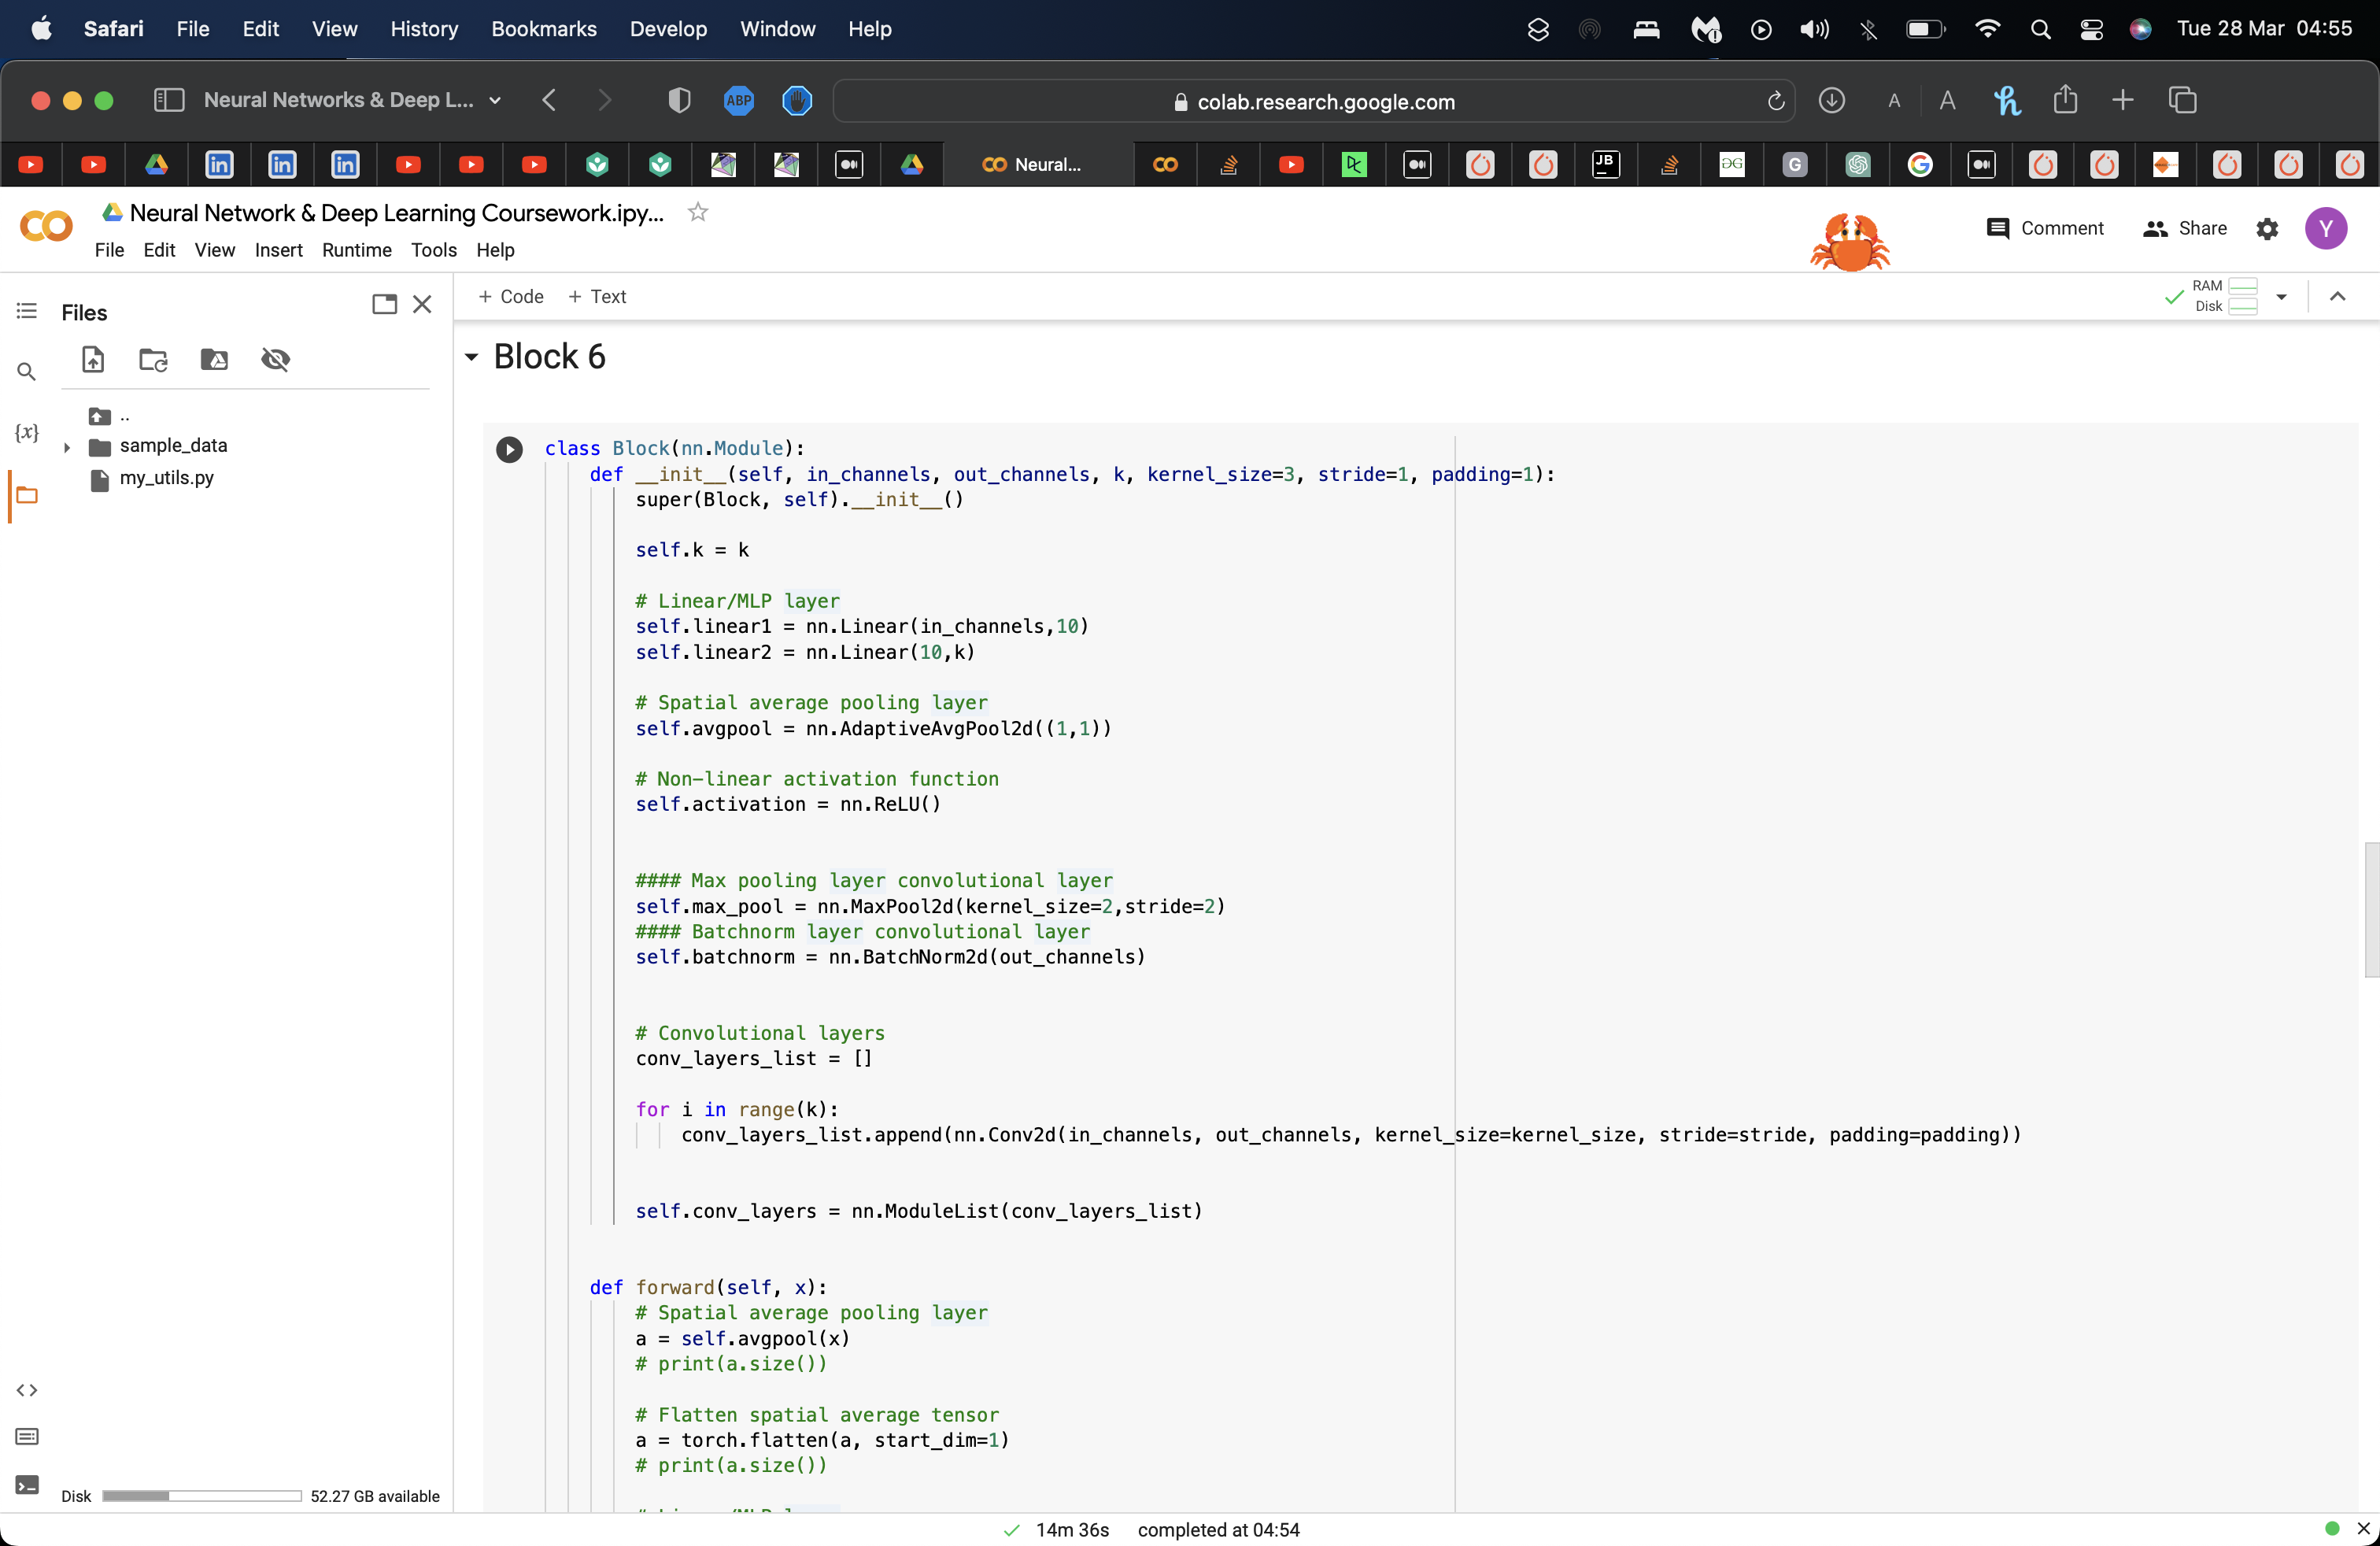 Safari File Edit View History Bookmarks Develop Window Help Tue 28 Mar 04:55
Neural Networks & Deep L... ABP colab.research.google.com A A
Neural... JB G
Neural Network & Deep Learning Coursework.ipy...
Comment Share Y
File Edit View Insert Runtime Tools Help
Files
+ Code + Text
RAM
Disk
Block 6
..
sample_data
my_utils.py
{x}
class Block(nn.Module):
def __init__(self, in_channels, out_channels, k, kernel_size=3, stride=1, padding=1):
super(Block, self).__init__()
self.k = k
# Linear/MLP layer
self.linear1 = nn.Linear(in_channels,10)
self.linear2 = nn.Linear(10,k)
# Spatial average pooling layer
self.avgpool = nn.AdaptiveAvgPool2d((1,1))
# Non-linear activation function
self.activation = nn.ReLU()
#### Max pooling layer convolutional layer
self.max_pool = nn.MaxPool2d(kernel_size=2,stride=2)
#### Batchnorm layer convolutional layer
self.batchnorm = nn.BatchNorm2d(out_channels)
# Convolutional layers
conv_layers_list = []
for i in range(k):
conv_layers_list.append(nn.Conv2d(in_channels, out_channels, kernel_size=kernel_size, stride=stride, padding=padding))
self.conv_layers = nn.ModuleList(conv_layers_list)
def forward(self, x):
# Spatial average pooling layer
a = self.avgpool(x)
# print(a.size())
# Flatten spatial average tensor
a = torch.flatten(a, start_dim=1)
# print(a.size())
Disk 52.27 GB available
14m 36s completed at 04:54